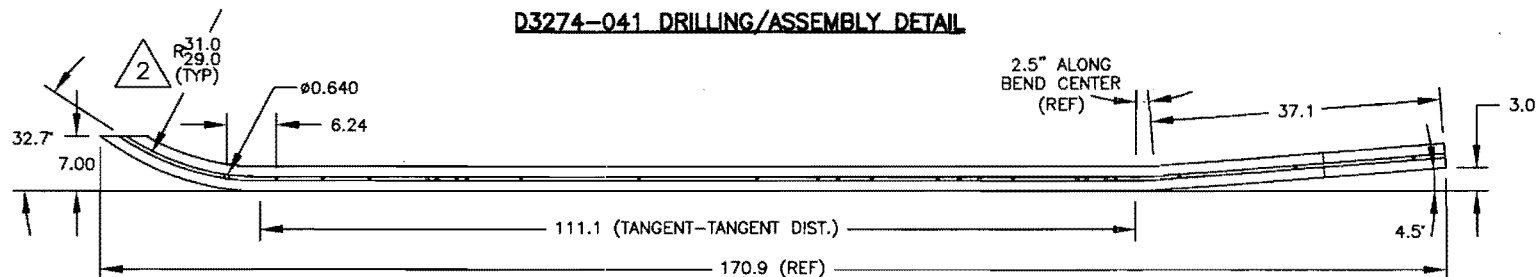 D3274-041 DRILLING/ASSEMBLY DETAIL
2
R31.0
29.0
(TYP)
ø0.640
2.5" ALONG
BEND CENTER
(REF)
37.1
3.0
6.24
32.7°
7.00
111.1 (TANGENT-TANGENT DIST.)
4.5°
170.9 (REF)